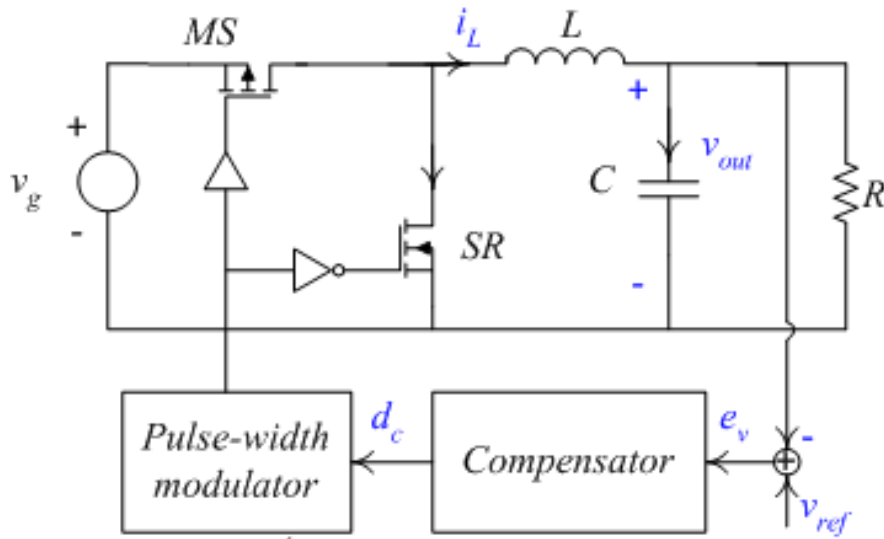 MS
i_L
L
+
v_g
-
+
v_out
-
C
R
SR
Pulse-width
modulator
d_c
Compensator
e_v
-
+
v_ref